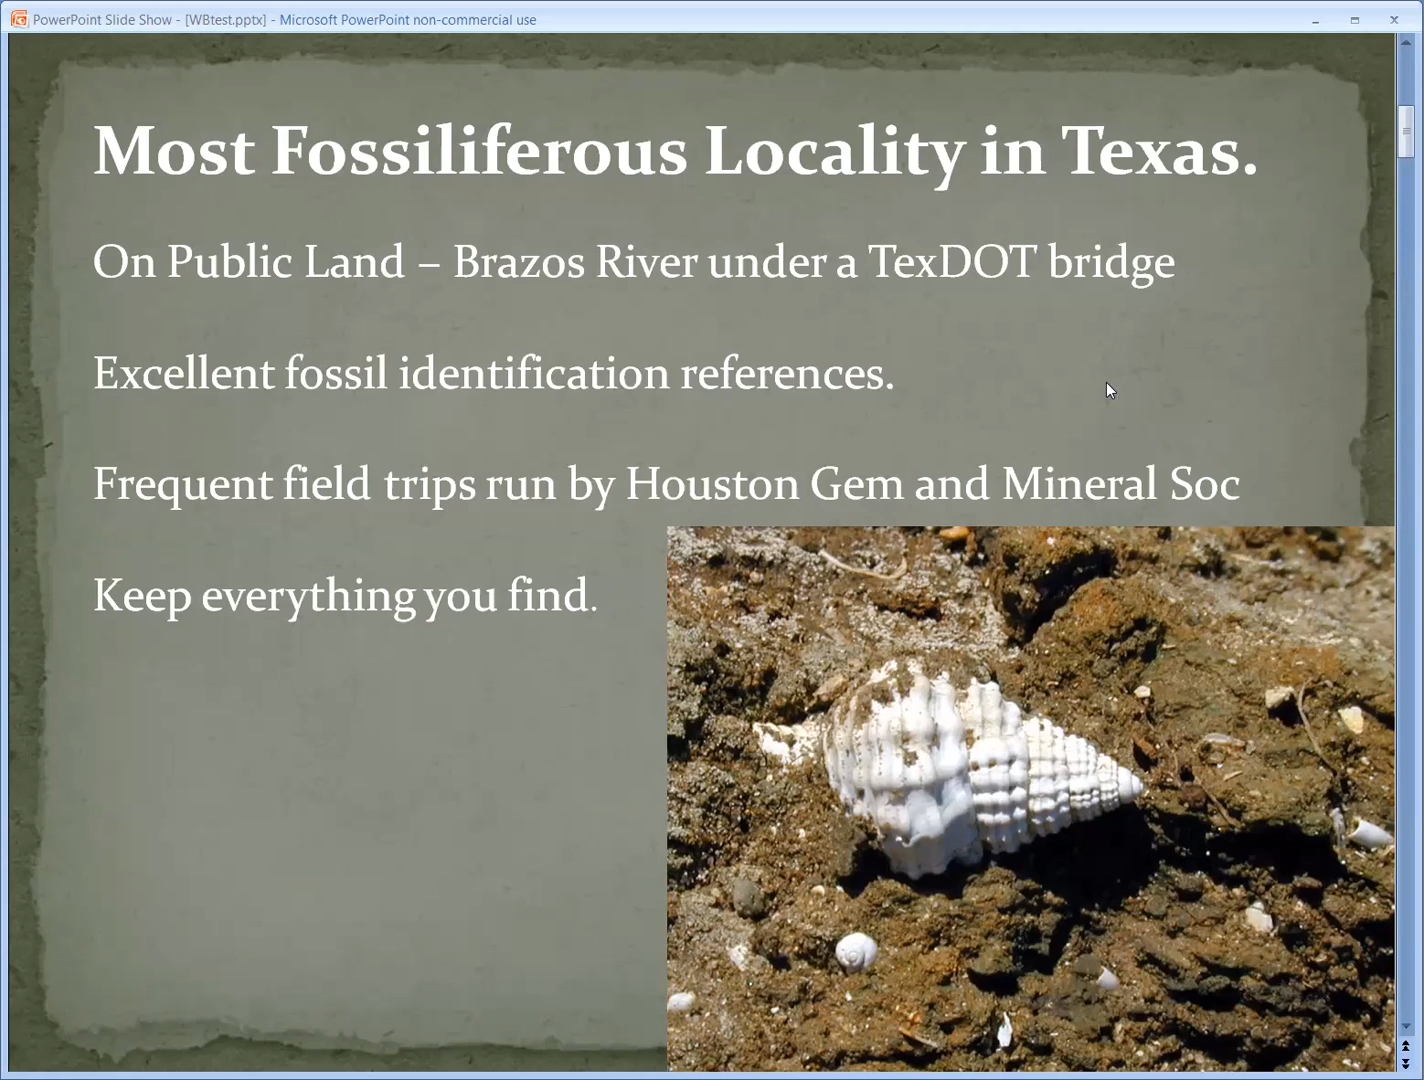 PowerPoint Slide Show - [WBtest.pptx] - Microsoft PowerPoint non-commercial use
Most Fossiliferous Locality in Texas.
On Public Land – Brazos River under a TexDOT bridge
Excellent fossil identification references.
Frequent field trips run by Houston Gem and Mineral Soc
Keep everything you find.